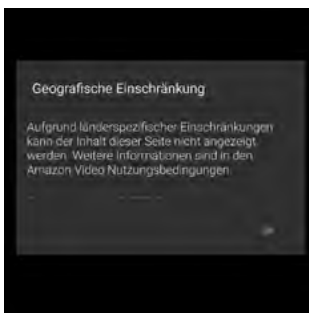 Geografische Einschränkung
Aufgrund länderspezifischer Einschränkungen
kann der Inhalt dieser Seite nicht angezeigt
werden. Weitere Informationen sind in den
Amazon Video Nutzungsbedingungen